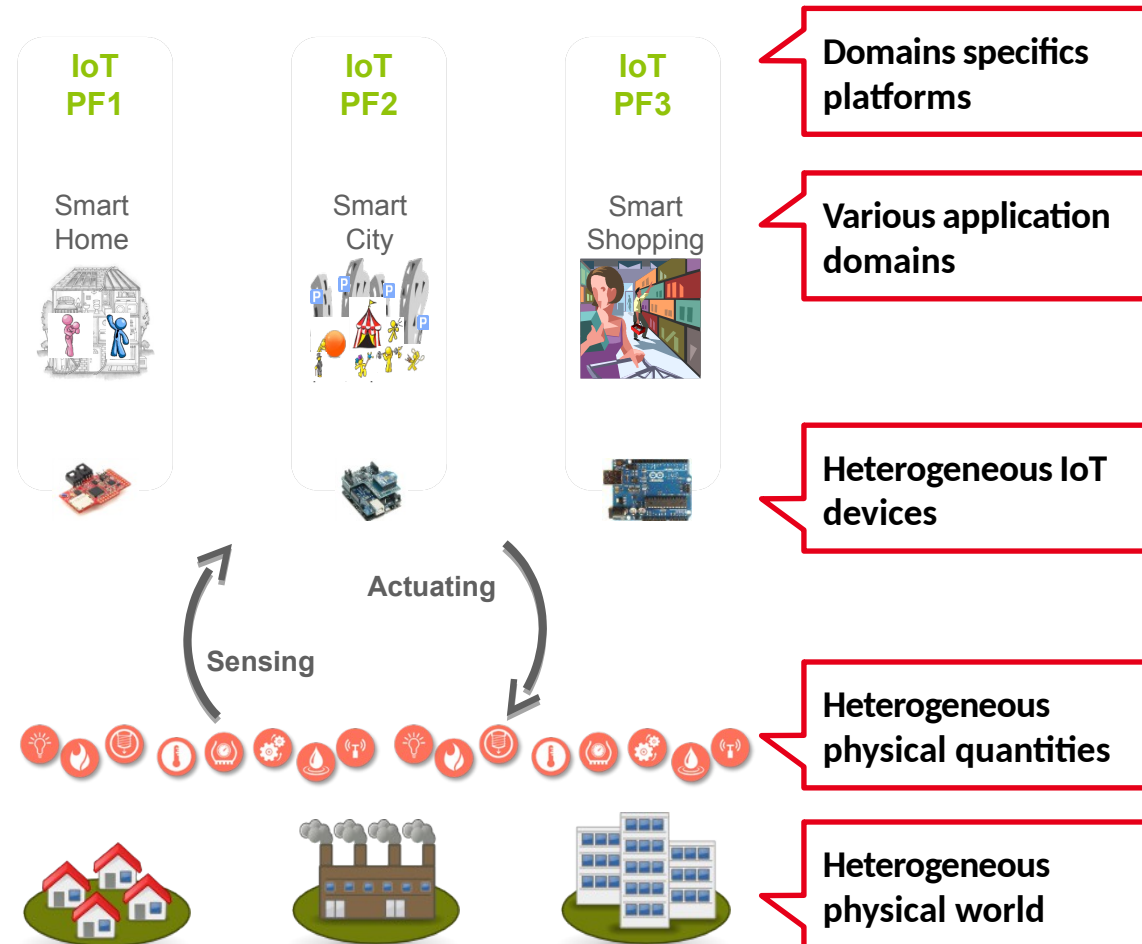 IoT
PF1
IoT
PF2
IoT
PF3
Domains specifics
platforms
Smart
Home
Smart
City
Smart
Shopping
Various application
domains
P
P
P
P
Heterogeneous IoT
devices
Actuating
Sensing
Heterogeneous
physical quantities
Heterogeneous
physical world